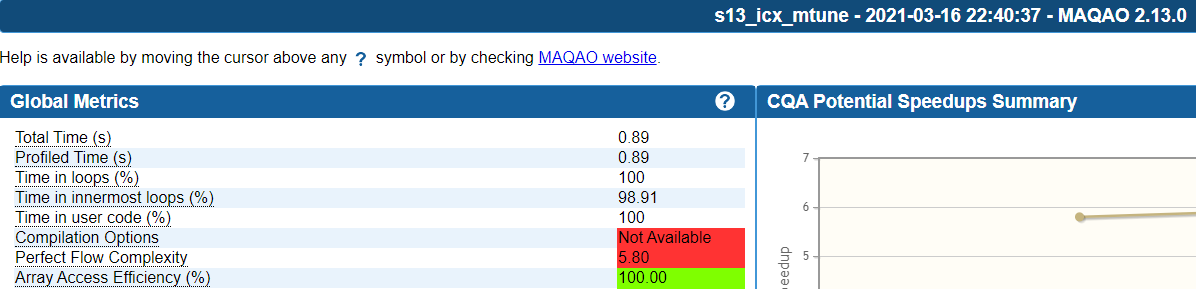 s13_icx_mtune - 2021-03-16 22:40:37 - MAQAO 2.13.0
Help is available by moving the cursor above any ? symbol or by checking MAQAO website.
Global Metrics ?
Total Time (s) 0.89
Profiled Time (s) 0.89
Time in loops (%) 100
Time in innermost loops (%) 98.91
Time in user code (%) 100
Compilation Options Not Available
Perfect Flow Complexity 5.80
Array Access Efficiency (%) 100.00
CQA Potential Speedups Summary
7
6
5